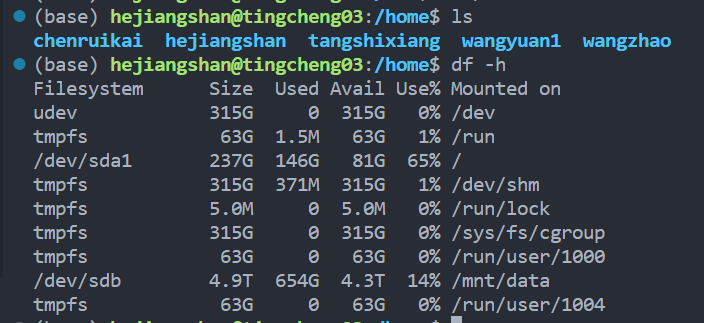 (base) hejiangshan@tingcheng03:/home$ ls
chenruikai hejiangshan tangshixiang wangyuan1 wangzhao
(base) hejiangshan@tingcheng03:/home$ df -h
Filesystem      Size  Used Avail Use% Mounted on
udev            315G     0  315G   0% /dev
tmpfs            63G  1.5M   63G   1% /run
/dev/sda1       237G  146G   81G  65% /
tmpfs           315G  371M  315G   1% /dev/shm
tmpfs           5.0M     0  5.0M   0% /run/lock
tmpfs           315G     0  315G   0% /sys/fs/cgroup
tmpfs            63G     0   63G   0% /run/user/1000
/dev/sdb        4.9T  654G  4.3T  14% /mnt/data
tmpfs            63G     0   63G   0% /run/user/1004
(base) hejiangshan@tingcheng03:/home$